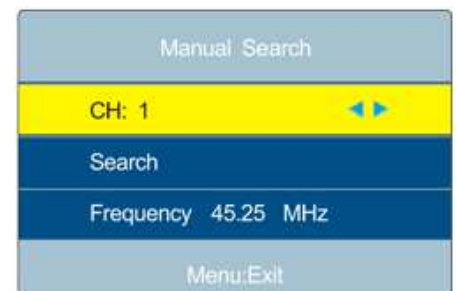 Manual Search
CH: 1
Search
Frequency 45.25 MHz
Menu:Exit